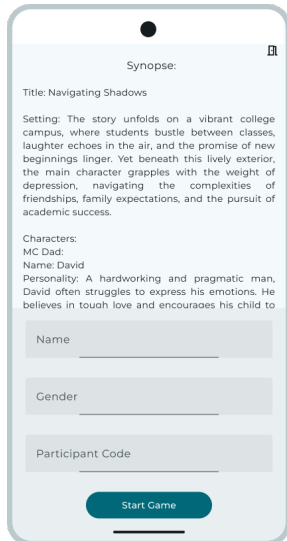 Synopse:
Title: Navigating Shadows
Setting: The story unfolds on a vibrant college
campus, where students bustle between classes,
laughter echoes in the air, and the promise of new
beginnings linger. Yet beneath this lively exterior,
the main character grapples with the weight of
depression, navigating the complexities of
friendships, family expectations, and the pursuit of
academic success.
Characters:
MC Dad:
Name: David
Personality: A hardworking and pragmatic man,
David often struggles to express his emotions. He
believes in tough love and encourages his child to
Name
Gender
Participant Code
Start Game